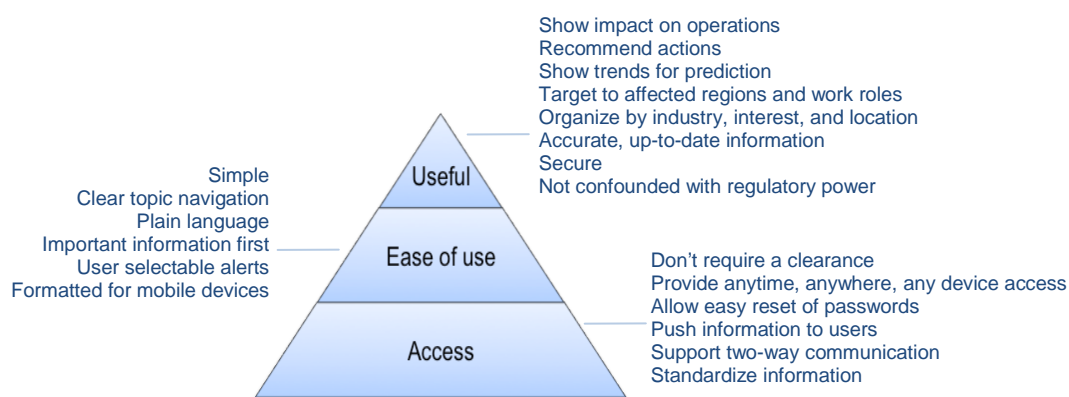 Show impact on operations
Recommend actions
Show trends for prediction
Target to affected regions and work roles
Organize by industry, interest, and location
Accurate, up-to-date information
Secure
Not confounded with regulatory power
Useful
Simple
Clear topic navigation
Plain language
Important information first
User selectable alerts
Formatted for mobile devices
Ease of use
Don’t require a clearance
Provide anytime, anywhere, any device access
Allow easy reset of passwords
Push information to users
Support two-way communication
Standardize information
Access